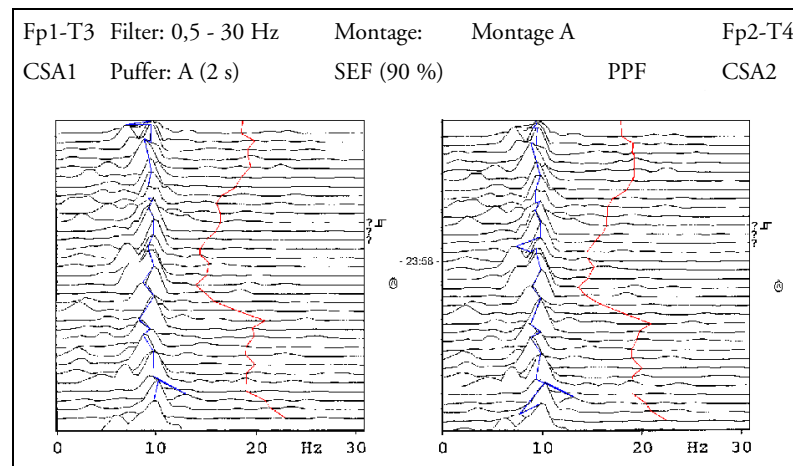 Fp1-T3 Filter: 0,5 - 30 Hz Montage: Montage A Fp2-T4
CSA1 Puffer: A (2 s) SEF (90 %) PPF CSA2
?
?
?
?
?
?
- 23:58 -
0 10 20 Hz 30
0 10 20 Hz 30